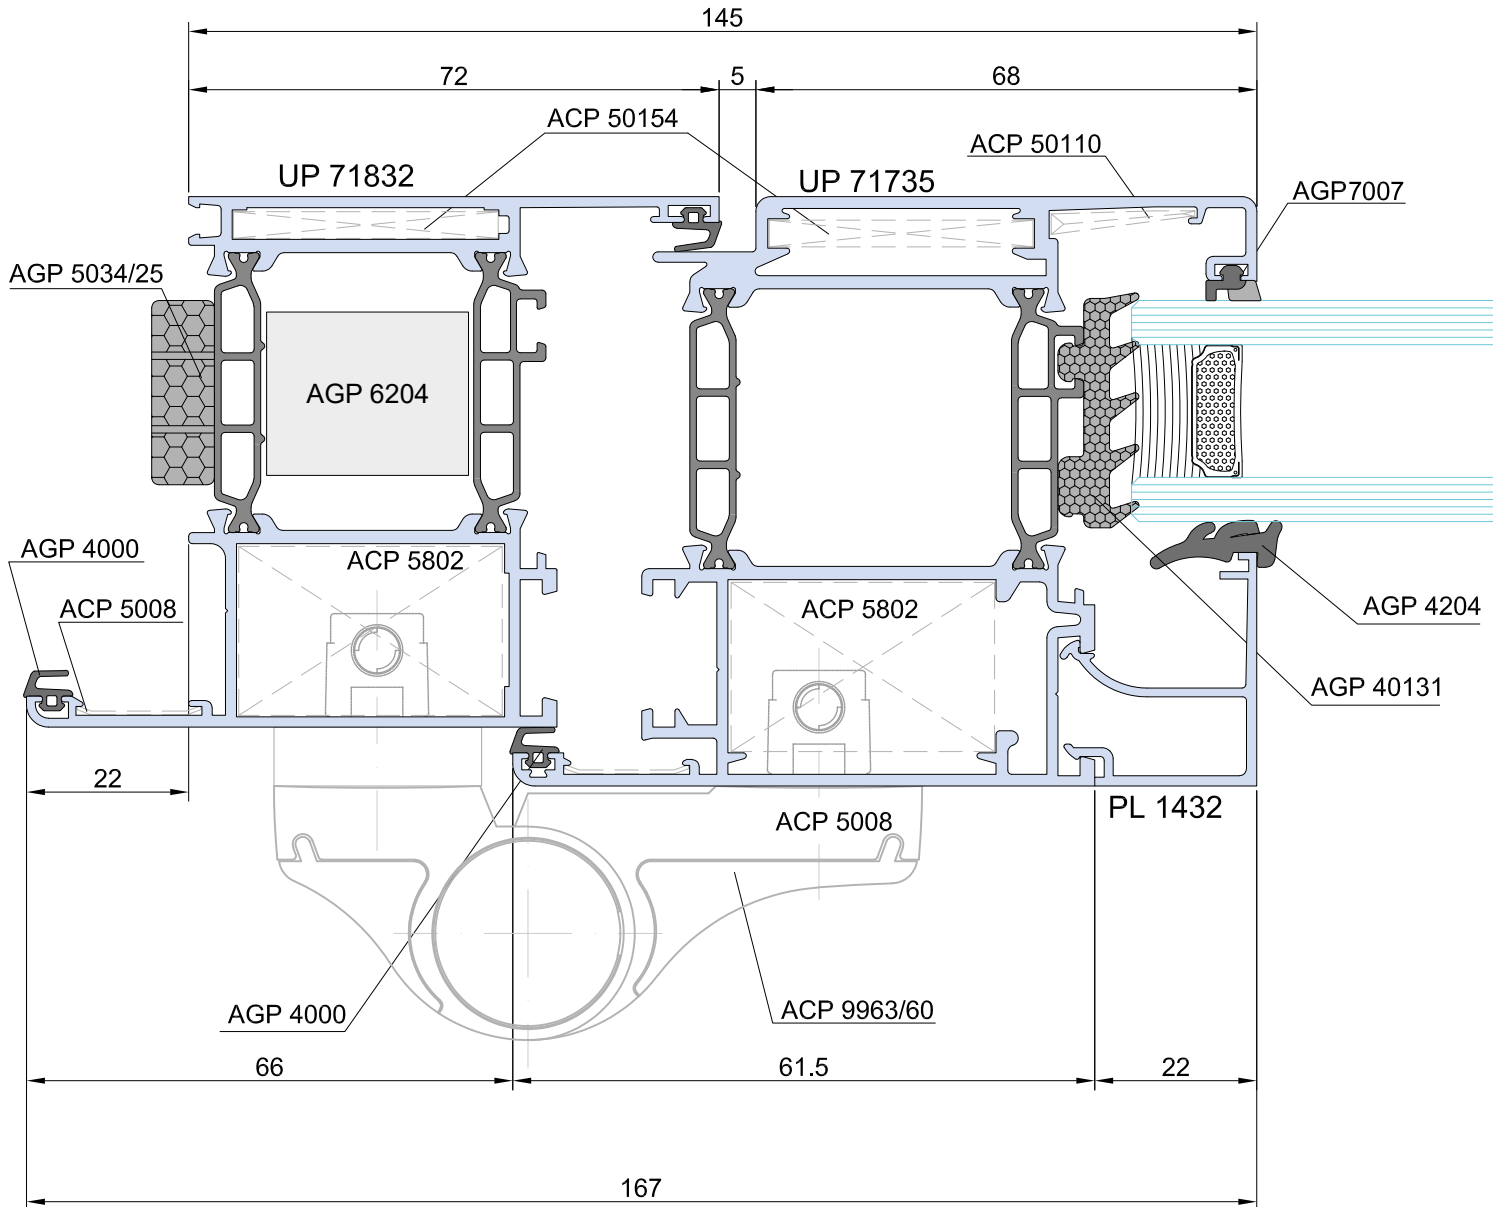 145
72
5
68
ACP 50154
ACP 50110
UP 71832
UP 71735
AGP7007
AGP 5034/25
AGP 6204
AGP 4000
ACP 5802
ACP 5008
ACP 5802
AGP 4204
AGP 40131
22
PL 1432
ACP 5008
AGP 4000
ACP 9963/60
66
61.5
22
167